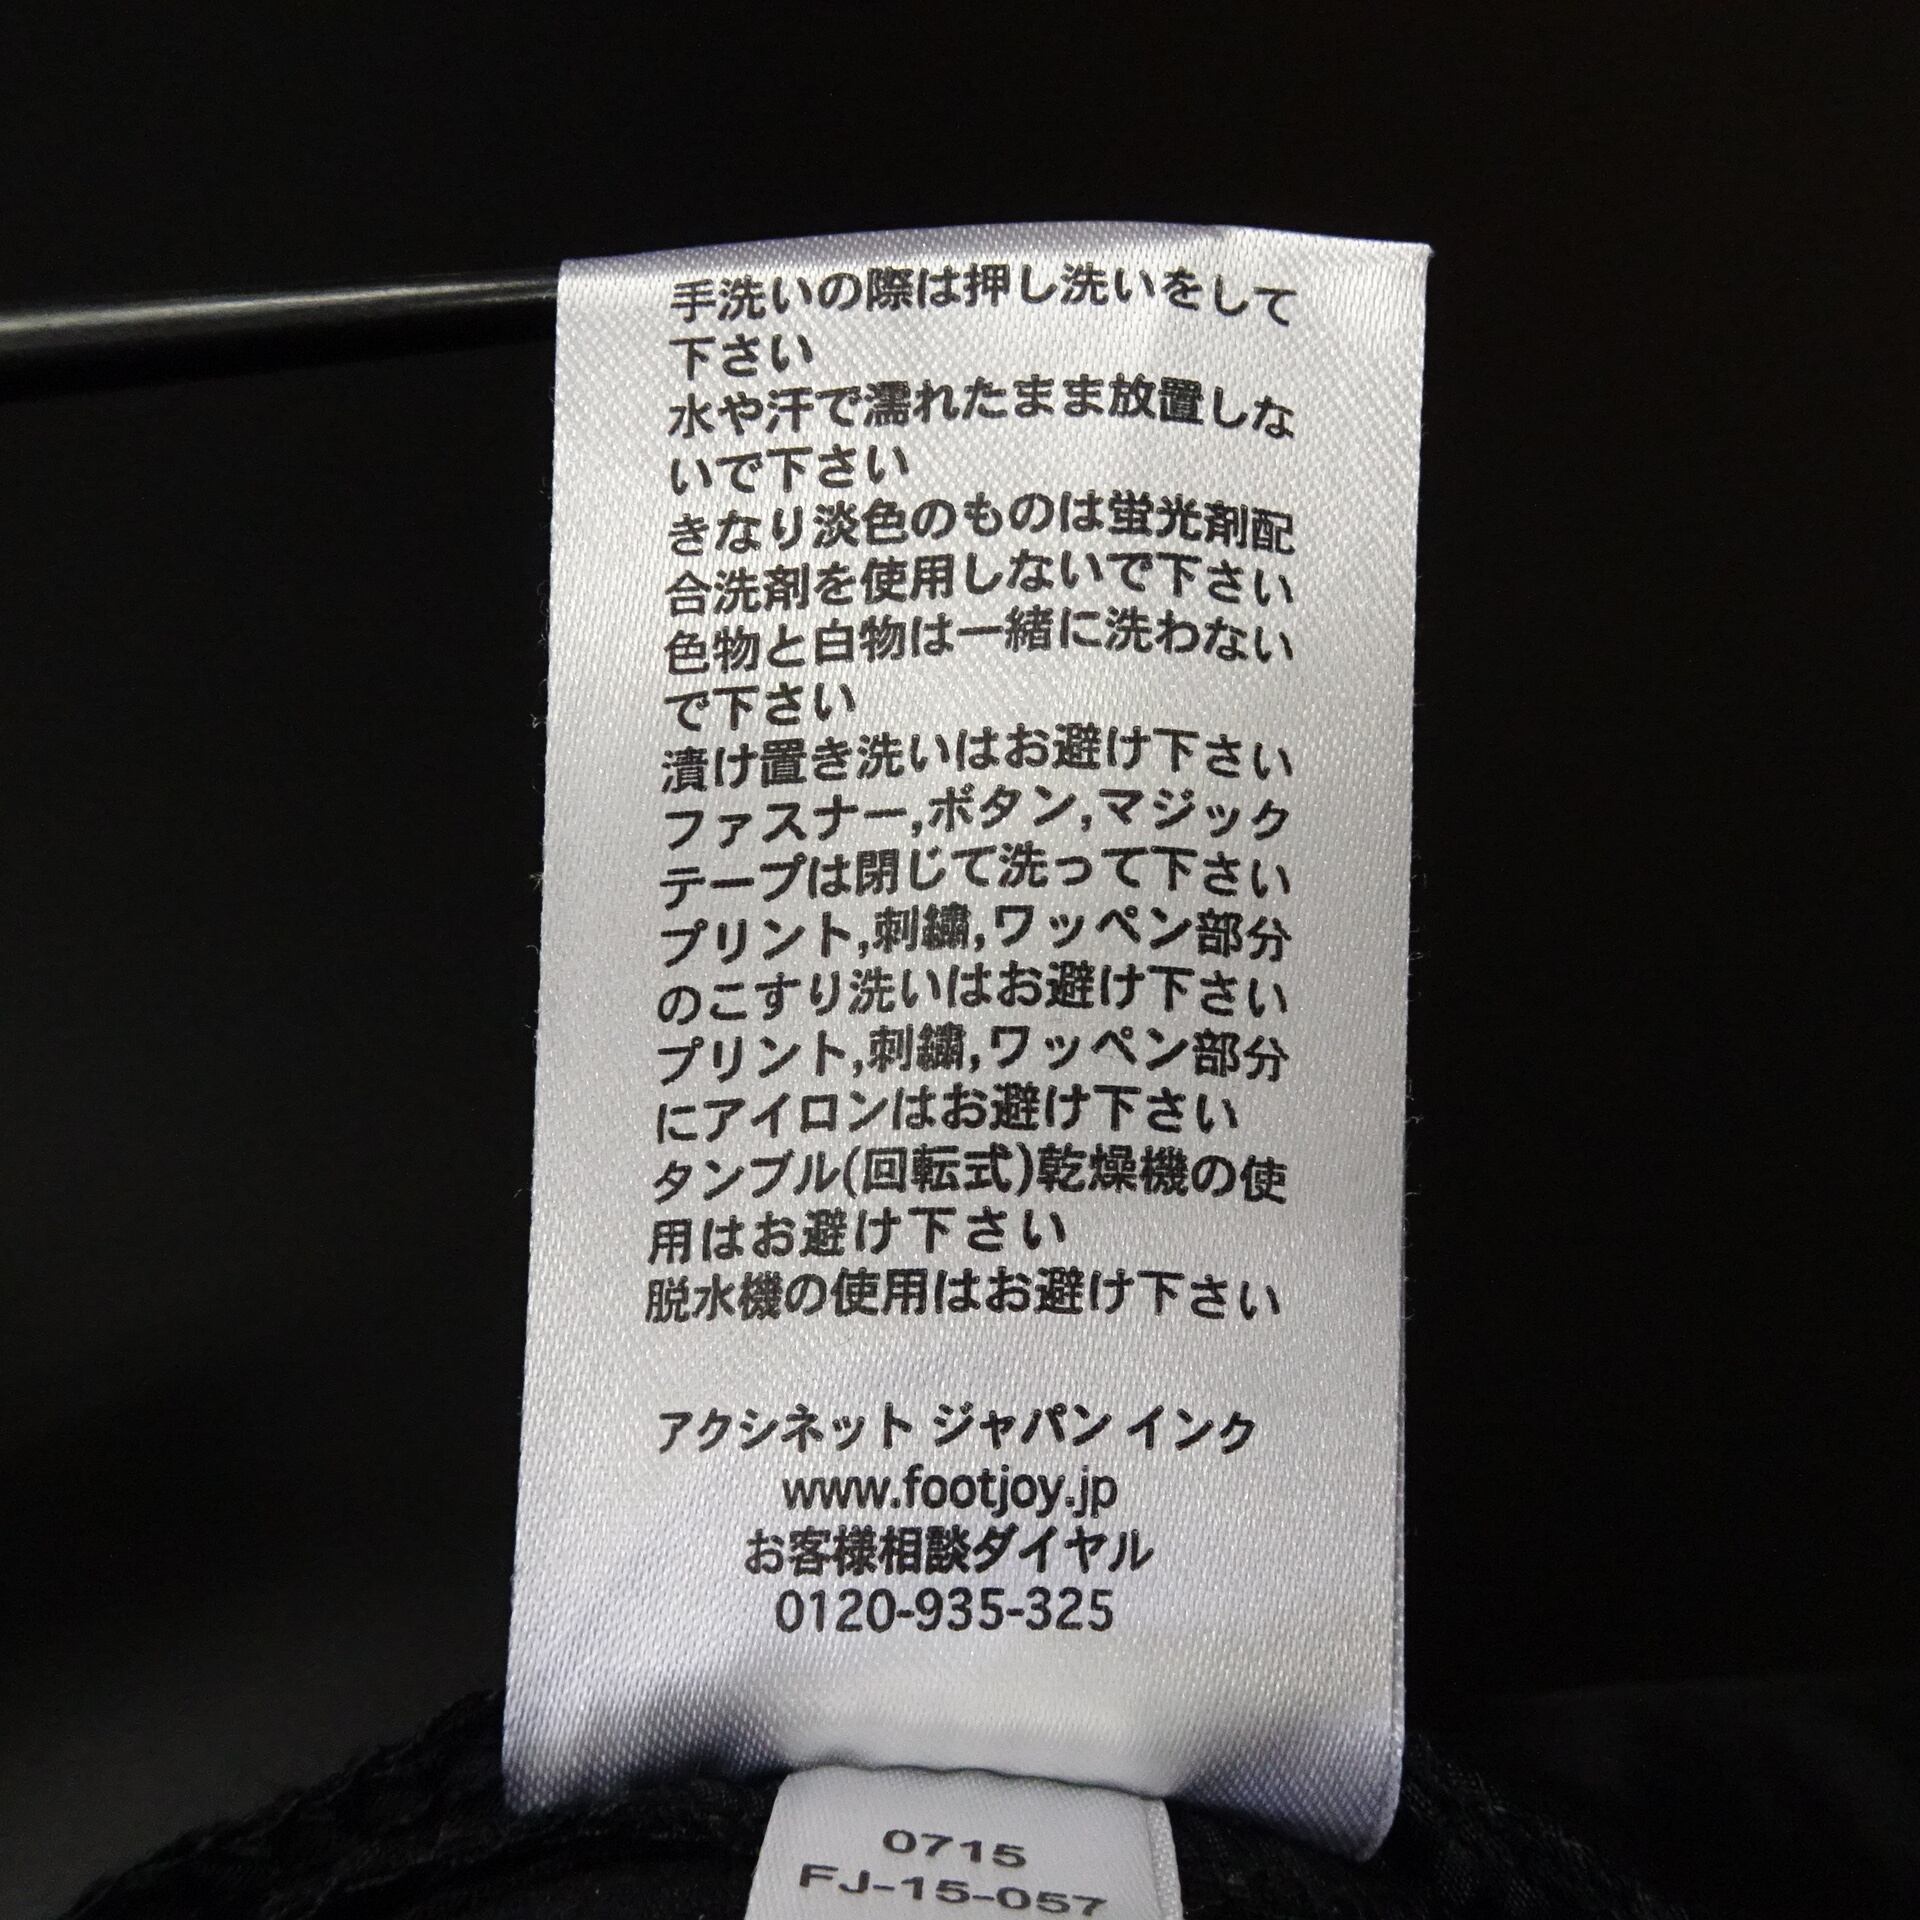 手洗いの際は押し洗いをして
下さい
水や汗で濡れたまま放置しな
いで下さい
きなり淡色のものは蛍光剤配
合洗剤を使用しないで下さい
色物と白物は一緒に洗わない
で下さい
漬け置き洗いはお避け下さい
ファスナー,ボタン,マジック
テープは閉じて洗って下さい
プリント,刺繍,ワッペン部分
のこすり洗いはお避け下さい
プリント,刺繍,ワッペン部分
にアイロンはお避け下さい
タンブル(回転式)乾燥機の使
用はお避け下さい
脱水機の使用はお避け下さい
アクシネット ジャパン インク
www.footjoy.jp
お客様相談ダイヤル
0120-935-325
0715
FJ-15-057